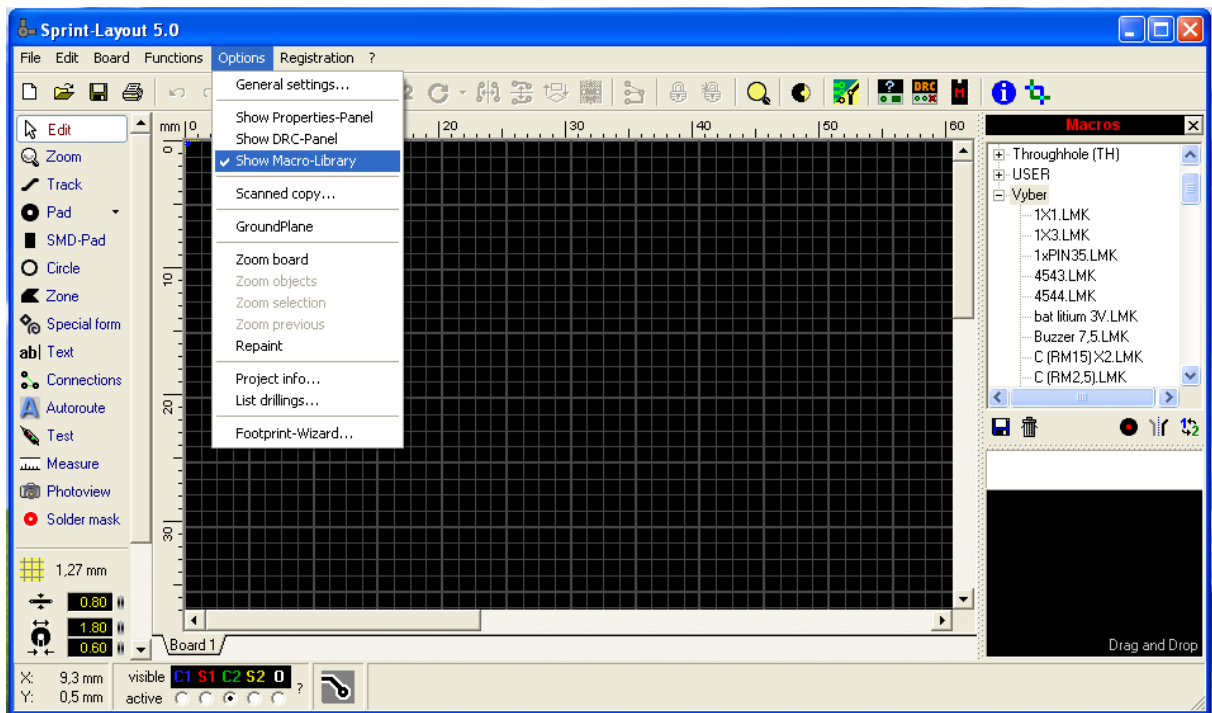 Sprint-Layout 5.0
File Edit Board Functions Options Registration ?
General settings...
Show Properties-Panel
Show DRC-Panel
Show Macro-Library
Scanned copy...
GroundPlane
Zoom board
Zoom objects
Zoom selection
Zoom previous
Repaint
Project info...
List drillings...
Footprint-Wizard...
? DRC M
Edit
Zoom
Track
Pad
SMD-Pad
Circle
Zone
Special form
ab| Text
Connections
Autoroute
Test
Measure
Photoview
Solder mask
1,27 mm
0.80
1.80
0.60
mm 0 20 30 40 50 60
0
10
20
30
Macros
Throughhole (TH)
USER
Vyber
1X1.LMK
1X3.LMK
1xPIN35.LMK
4543.LMK
4544.LMK
bat litium 3V.LMK
Buzzer 7,5.LMK
C (RM15) X2.LMK
C (RM2,5).LMK
1 2
Drag and Drop
Board 1
X: 9,3 mm
Y: 0,5 mm
visible C1 S1 C2 S2 O
active ?